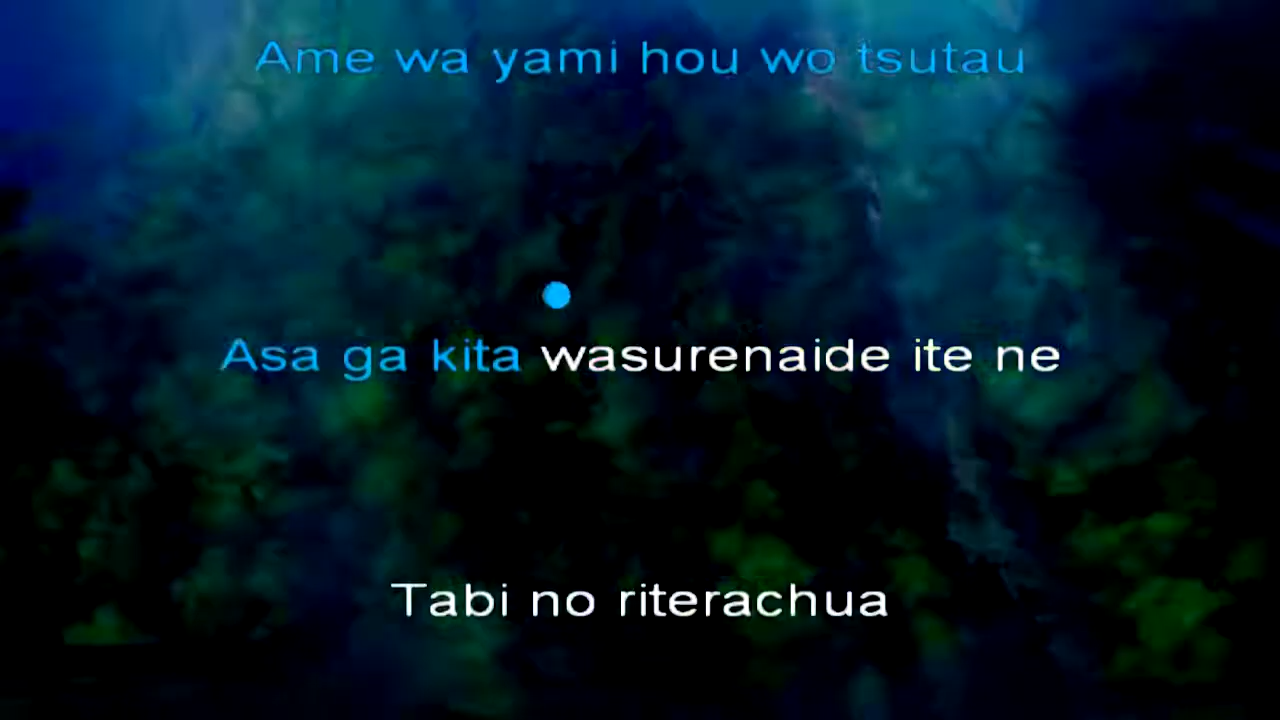 Ame wa yami hou wo tsutau
Asa ga kita wasurenaide ite ne
Tabi no riterachua